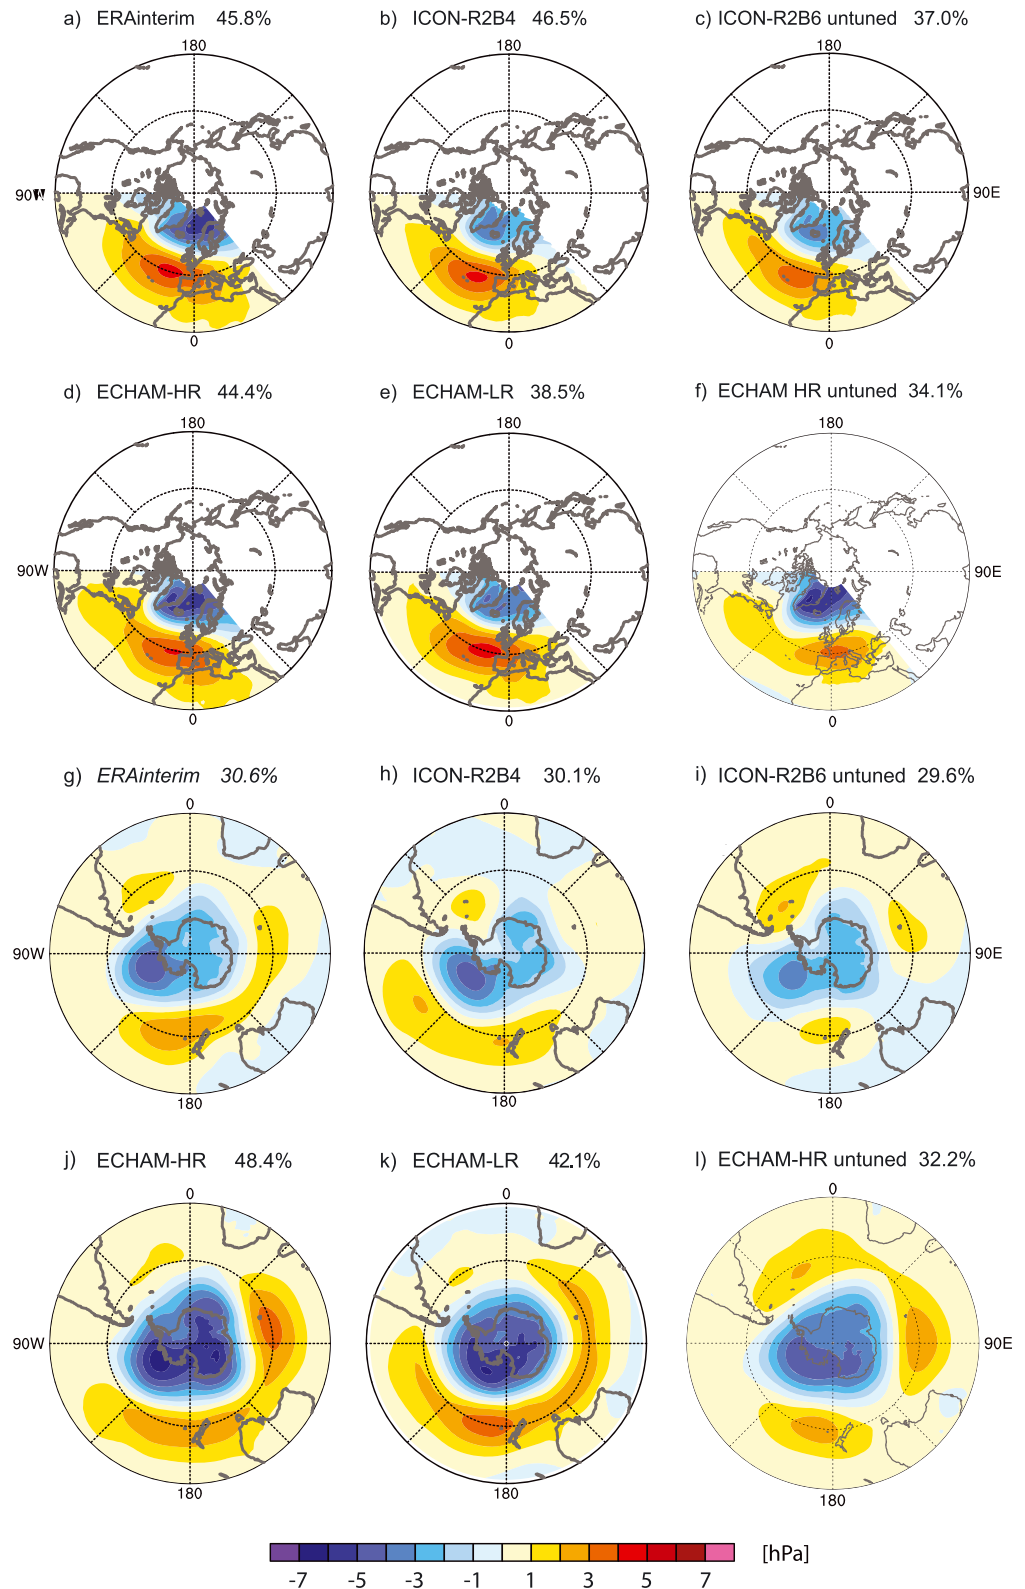 a) ERAinterim 45.8%
b) ICON-R2B4 46.5%
c) ICON-R2B6 untuned 37.0%
180
180
180
90W
90E
0
0
0
d) ECHAM-HR 44.4%
e) ECHAM-LR 38.5%
f) ECHAM HR untuned 34.1%
180
180
180
90W
90E
0
0
0
g) ERAinterim 30.6%
h) ICON-R2B4 30.1%
i) ICON-R2B6 untuned 29.6%
0
0
0
90W
90E
180
180
180
j) ECHAM-HR 48.4%
k) ECHAM-LR 42.1%
l) ECHAM-HR untuned 32.2%
0
0
0
90W
90E
180
180
180
[hPa]
-7 -5 -3 -1 1 3 5 7